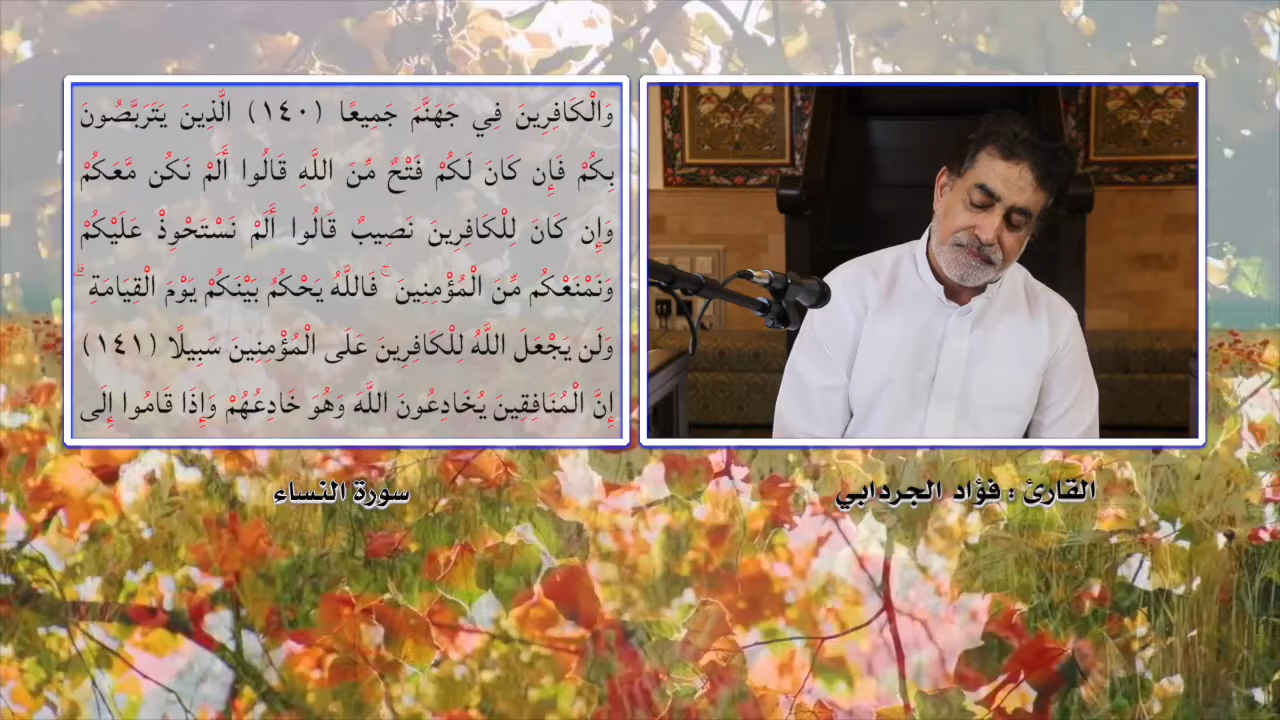 وَالْكَافِرِينَ فِي جَهَنَّمَ جَمِيعًا (١٤٠) الَّذِينَ يَتَرَبَّصُونَ
بِكُمْ فَإِن كَانَ لَكُمْ فَتْحٌ مِّنَ اللَّهِ قَالُوا أَلَمْ نَكُن مَّعَكُمْ
وَإِن كَانَ لِلْكَافِرِينَ نَصِيبٌ قَالُوا أَلَمْ نَسْتَحْوِذْ عَلَيْكُمْ
وَنَمْنَعْكُم مِّنَ الْمُؤْمِنِينَ ۚ فَاللَّهُ يَحْكُمُ بَيْنَكُمْ يَوْمَ الْقِيَامَةِ ۗ
وَلَن يَجْعَلَ اللَّهُ لِلْكَافِرِينَ عَلَى الْمُؤْمِنِينَ سَبِيلًا (١٤١)
إِنَّ الْمُنَافِقِينَ يُخَادِعُونَ اللَّهَ وَهُوَ خَادِعُهُمْ وَإِذَا قَامُوا إِلَى
القارئ : فؤاد الجردابي
سورة النساء